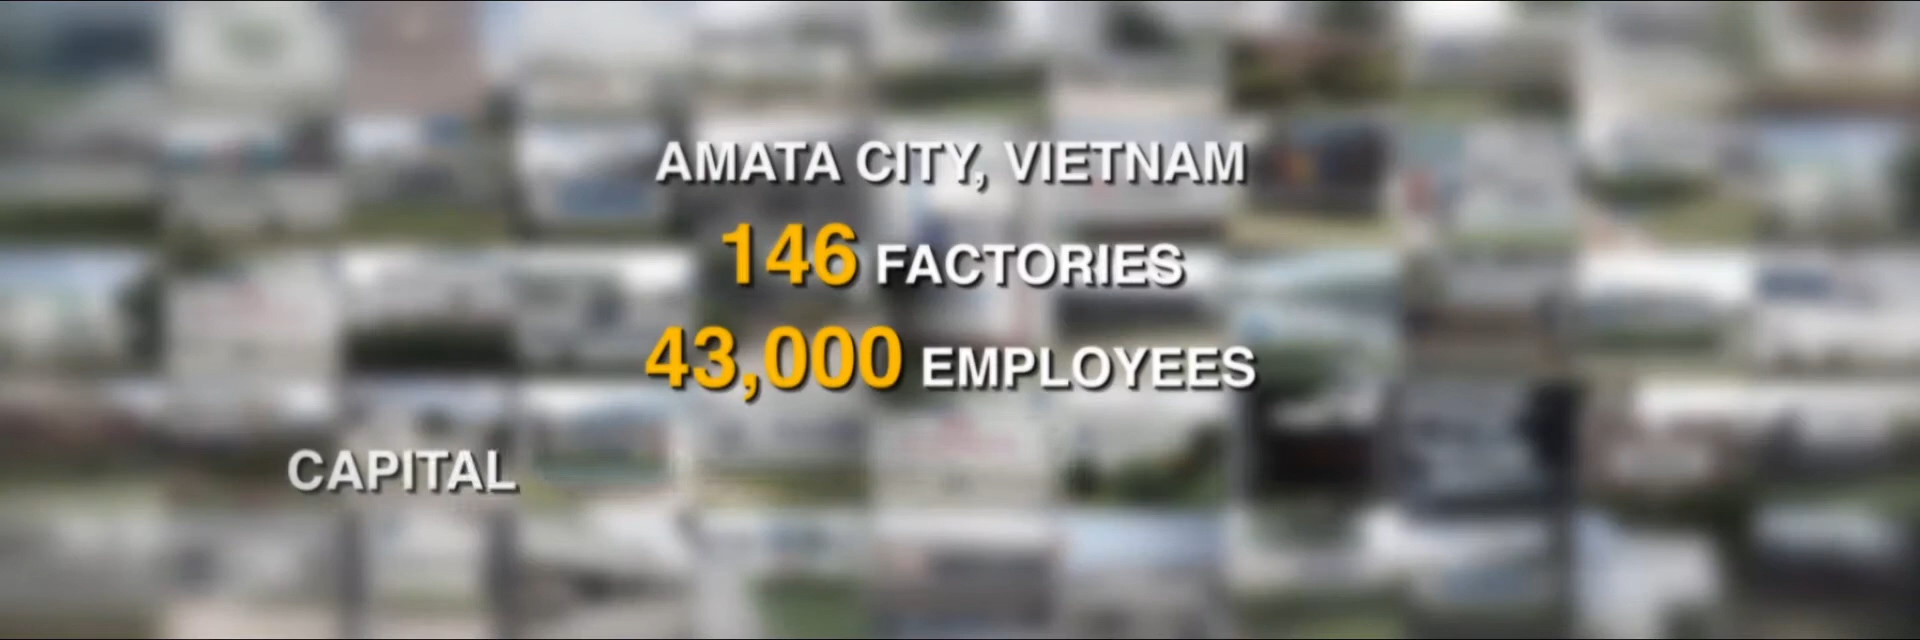 AMATA CITY, VIETNAM
146 FACTORIES
43,000 EMPLOYEES
CAPITAL